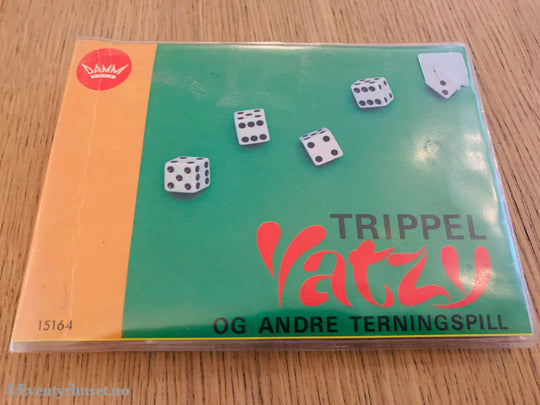 DAMM
TRIPPEL
Yatzy
OG ANDRE TERNINGSPILL
15164
© Eventyrhuset.no